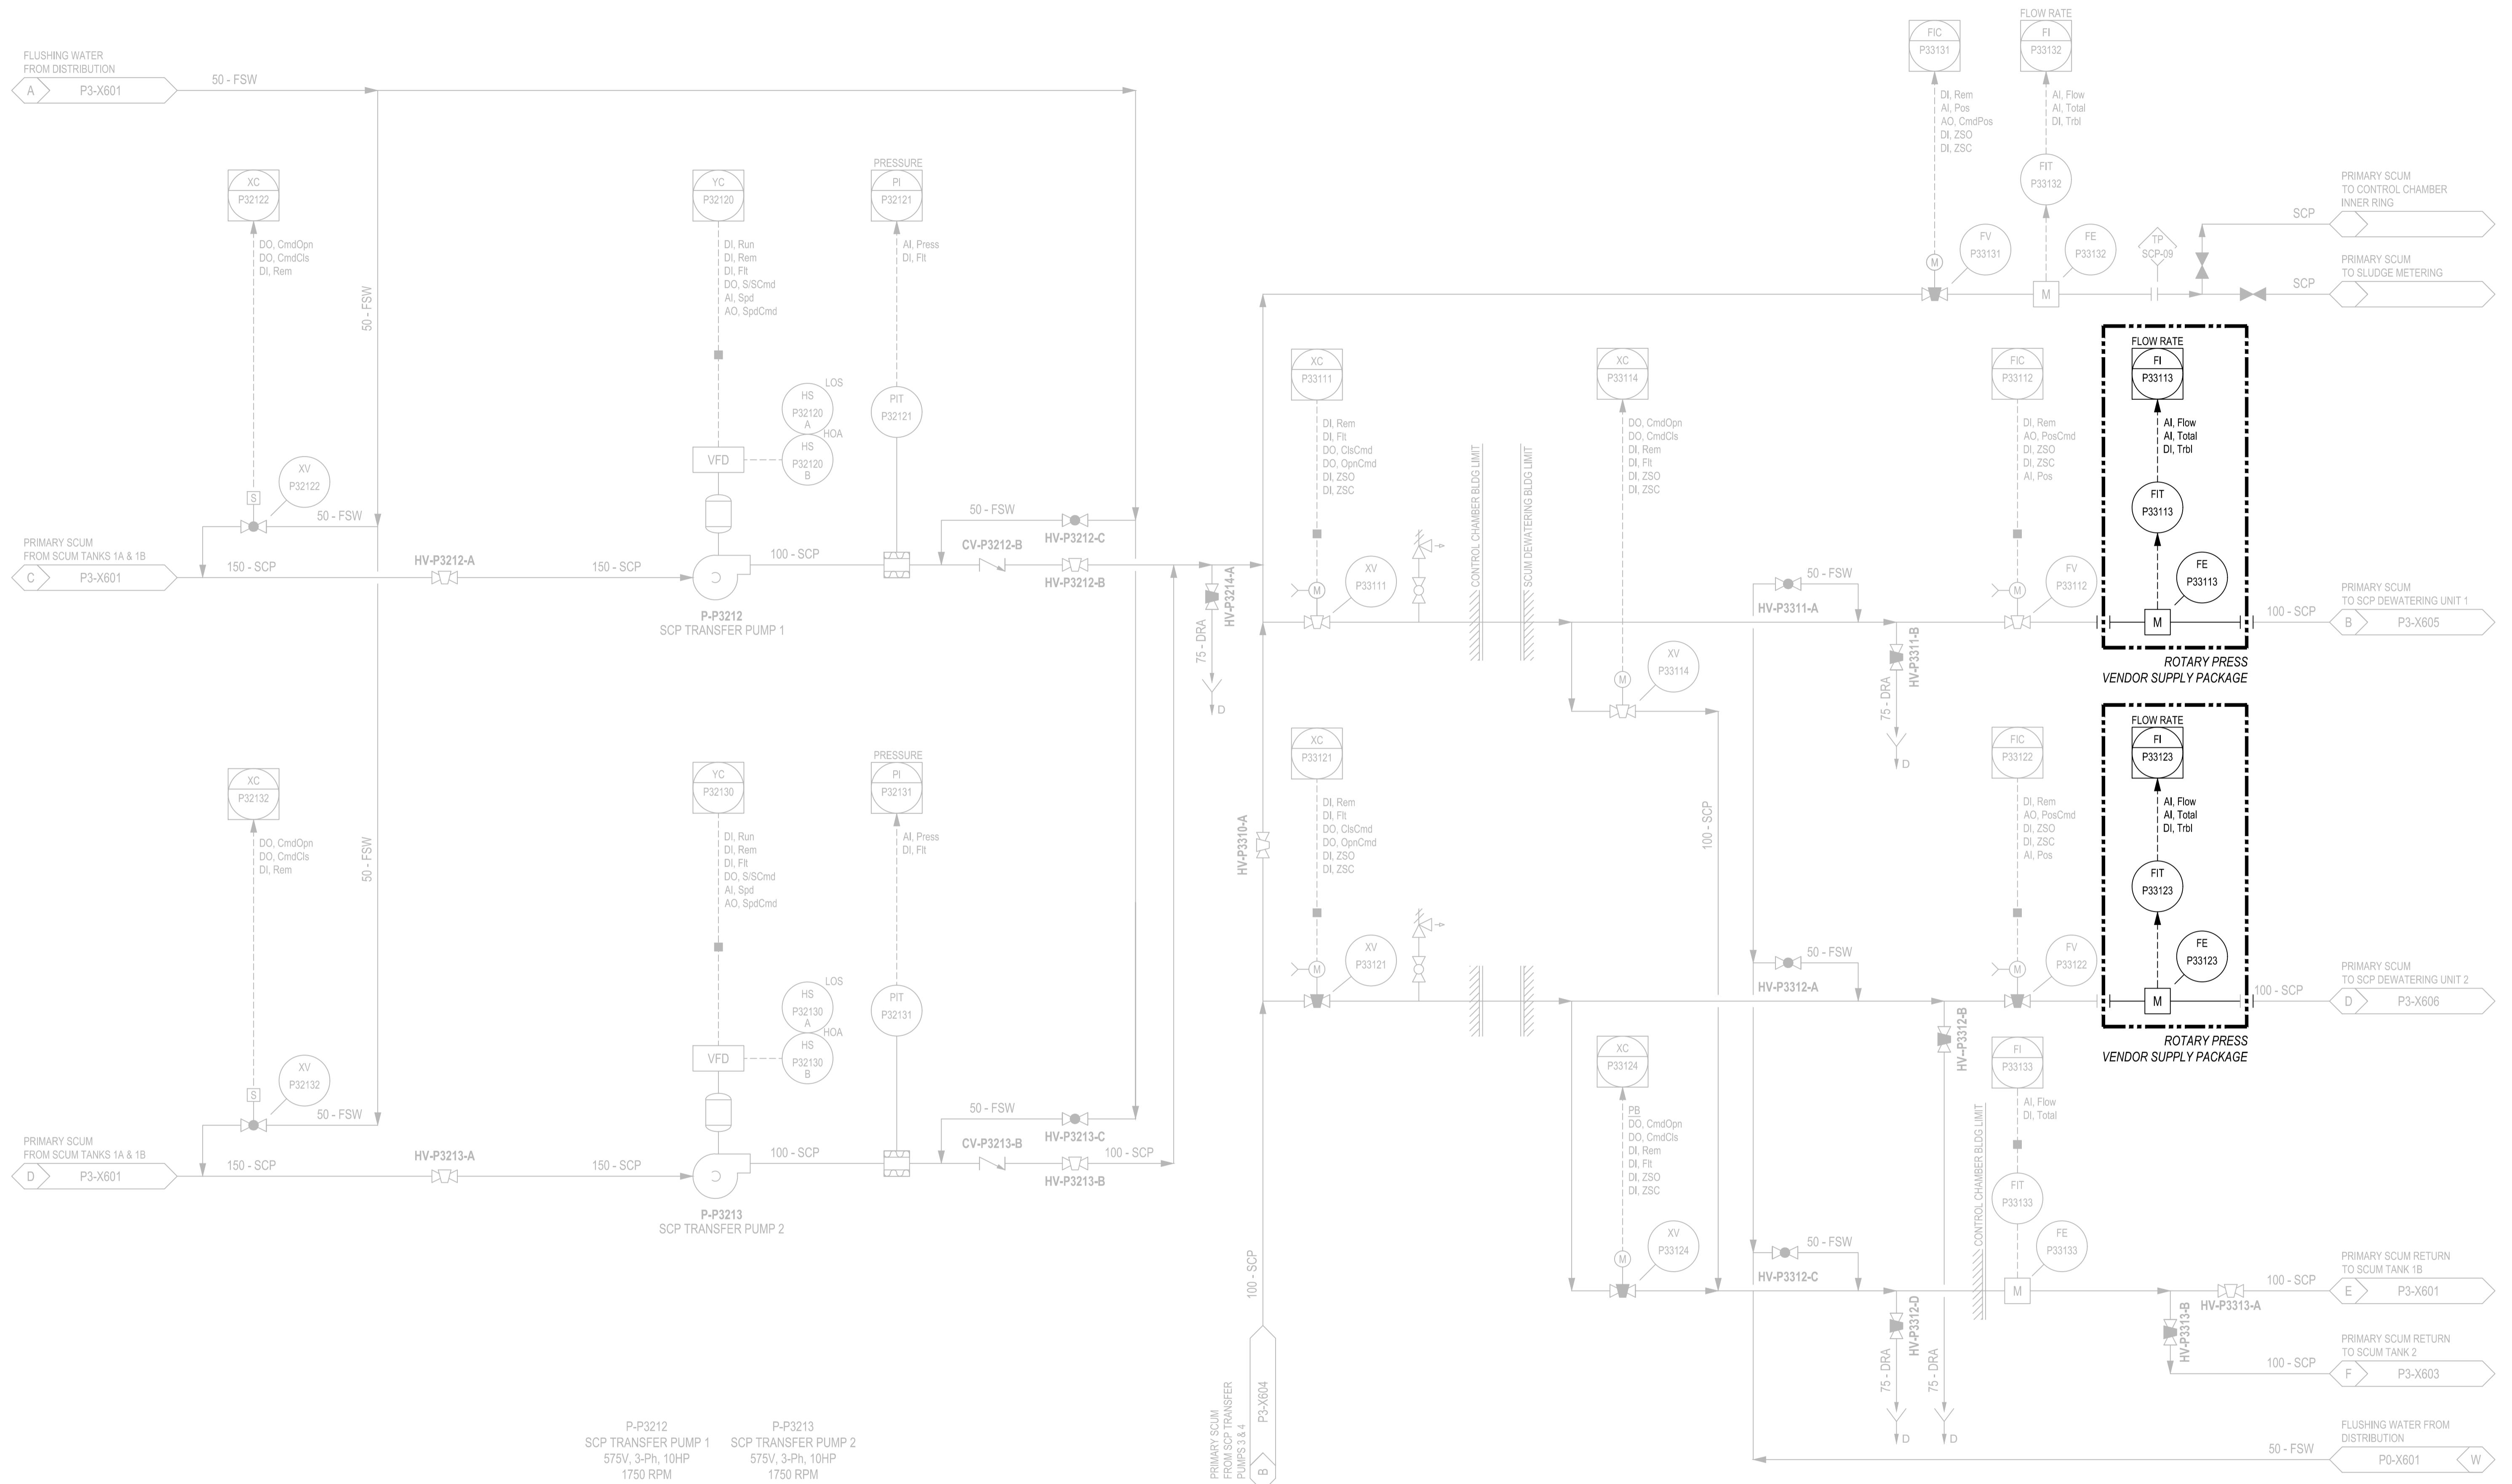 FLUSHING WATER
FROM DISTRIBUTION
A
P3-X601
50 - FSW
FIC
P33131
DI, Rem
AI, Pos
AO, CmdPos
DI, ZSO
DI, ZSC
FLOW RATE
FI
P33132
AI, Flow
AI, Total
DI, Trbl
FIT
P33132
M
FV
P33131
M
FE
P33132
TP
SCP-09
SCP
PRIMARY SCUM
TO CONTROL CHAMBER
INNER RING
SCP
PRIMARY SCUM
TO SLUDGE METERING
XC
P32122
DO, CmdOpn
DO, CmdCls
DI, Rem
S
XV
P32122
50 - FSW
50 - FSW
PRIMARY SCUM
FROM SCUM TANKS 1A & 1B
C
P3-X601
150 - SCP
HV-P3212-A
150 - SCP
YC
P32120
DI, Run
DI, Rem
DI, Flt
DO, S/SCmd
AI, Spd
AO, SpdCmd
VFD
LOS
HS
P32120
A
HOA
HS
P32120
B
P-P3212
SCP TRANSFER PUMP 1
PRESSURE
PI
P32121
AI, Press
DI, Flt
PIT
P32121
100 - SCP
50 - FSW
CV-P3212-B
HV-P3212-C
HV-P3212-B
HV-P3214-A
75 - DRA
D
XC
P33111
DI, Rem
DI, Flt
DO, ClsCmd
DO, OpnCmd
DI, ZSO
DI, ZSC
M
XV
P33111
CONTROL CHAMBER BLDG LIMIT
SCUM DEWATERING BLDG LIMIT
XC
P33114
DO, CmdOpn
DO, CmdCls
DI, Rem
DI, Flt
DI, ZSO
DI, ZSC
M
XV
P33114
50 - FSW
HV-P3311-A
HV-P3311-B
75 - DRA
D
FIC
P33112
DI, Rem
AO, PosCmd
DI, ZSO
DI, ZSC
AI, Pos
M
FV
P33112
FLOW RATE
FI
P33113
AI, Flow
AI, Total
DI, Trbl
FIT
P33113
FE
P33113
M
ROTARY PRESS
VENDOR SUPPLY PACKAGE
100 - SCP
PRIMARY SCUM
TO SCP DEWATERING UNIT 1
B
P3-X605
XC
P32132
DO, CmdOpn
DO, CmdCls
DI, Rem
S
XV
P32132
50 - FSW
50 - FSW
PRIMARY SCUM
FROM SCUM TANKS 1A & 1B
D
P3-X601
150 - SCP
HV-P3213-A
150 - SCP
YC
P32130
DI, Run
DI, Rem
DI, Flt
DO, S/SCmd
AI, Spd
AO, SpdCmd
VFD
LOS
HS
P32130
A
HOA
HS
P32130
B
P-P3213
SCP TRANSFER PUMP 2
PRESSURE
PI
P32131
AI, Press
DI, Flt
PIT
P32131
100 - SCP
50 - FSW
CV-P3213-B
HV-P3213-C
100 - SCP
HV-P3213-B
HV-P3310-A
XC
P33121
DI, Rem
DI, Flt
DO, ClsCmd
DO, OpnCmd
DI, ZSO
DI, ZSC
M
XV
P33121
100 - SCP
50 - FSW
HV-P3312-A
HV--P3312-B
FIC
P33122
DI, Rem
AO, PosCmd
DI, ZSO
DI, ZSC
AI, Pos
M
FV
P33122
FLOW RATE
FI
P33123
AI, Flow
AI, Total
DI, Trbl
FIT
P33123
FE
P33123
M
ROTARY PRESS
VENDOR SUPPLY PACKAGE
100 - SCP
PRIMARY SCUM
TO SCP DEWATERING UNIT 2
D
P3-X606
XC
P33124
PB
DO, CmdOpn
DO, CmdCls
DI, Rem
DI, Flt
DI, ZSO
DI, ZSC
M
XV
P33124
50 - FSW
HV-P3312-C
HV-P3312-D
75 - DRA
D
75 - DRA
D
CONTROL CHAMBER BLDG LIMIT
FI
P33133
AI, Flow
DI, Total
FIT
P33133
FE
P33133
M
HV-P3313-B
HV-P3313-A
100 - SCP
PRIMARY SCUM RETURN
TO SCUM TANK 1B
E
P3-X601
100 - SCP
PRIMARY SCUM RETURN
TO SCUM TANK 2
F
P3-X603
FLUSHING WATER FROM
DISTRIBUTION
50 - FSW
P0-X601
W
100 - SCP
PRIMARY SCUM
FROM SCP TRANSFER
PUMPS 3 & 4
B
P3-X604
P-P3212
SCP TRANSFER PUMP 1
575V, 3-Ph, 10HP
1750 RPM
P-P3213
SCP TRANSFER PUMP 2
575V, 3-Ph, 10HP
1750 RPM